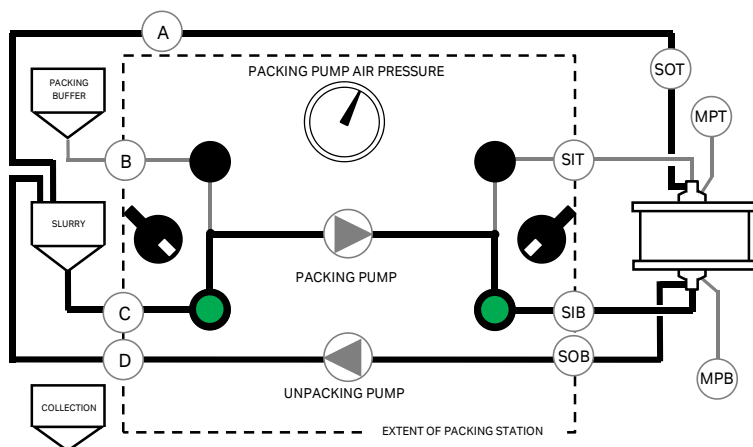 A
PACKING PUMP AIR PRESSURE
SOT
PACKING
BUFFER
MPT
B
SIT
SLURRY
PACKING PUMP
C
SIB
D
SOB
UNPACKING PUMP
MPB
COLLECTION
EXTENT OF PACKING STATION